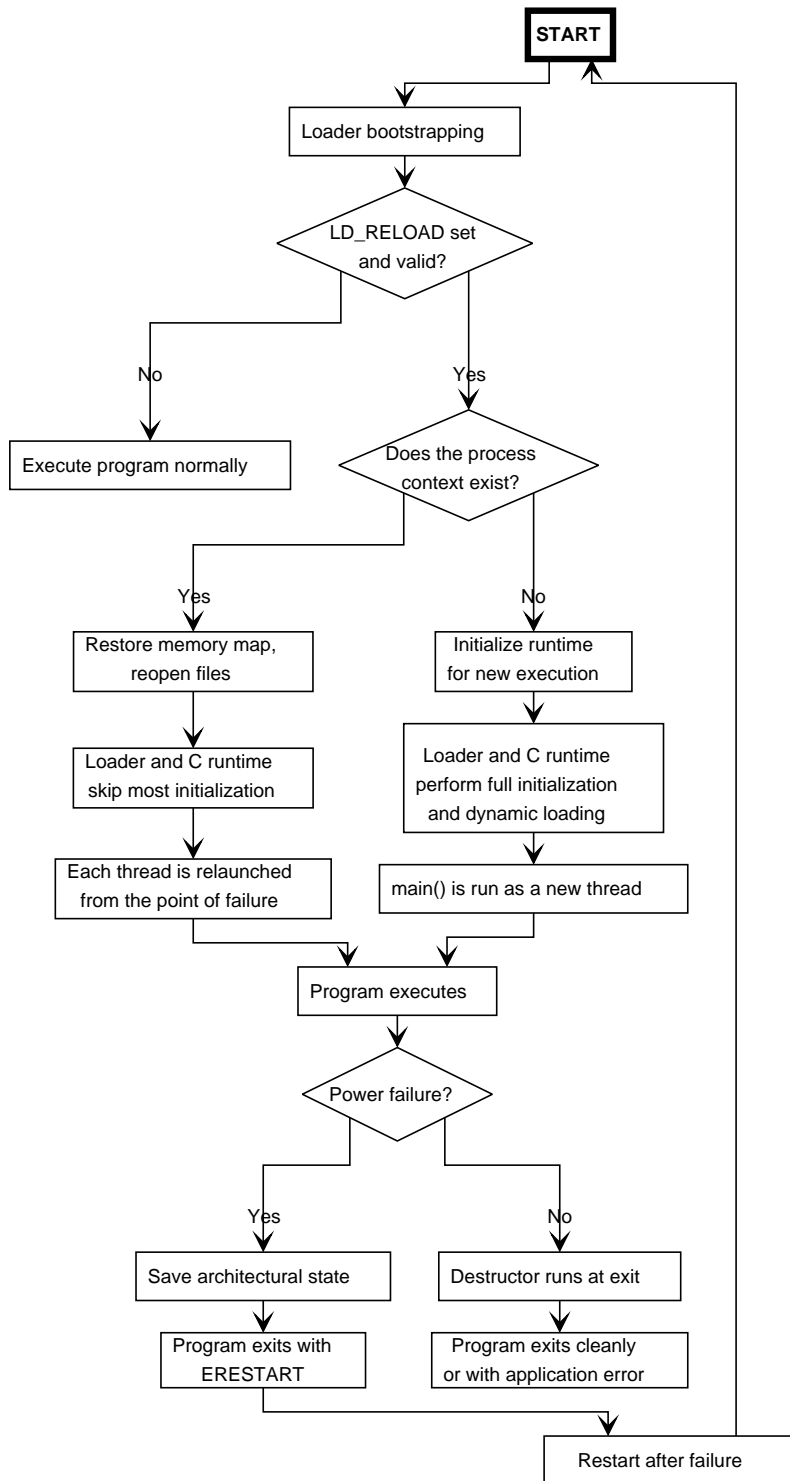 START
Loader bootstrapping
LD_RELOAD set
and valid?
No
Yes
Execute program normally
Does the process
context exist?
Yes
No
Restore memory map,
reopen files
Initialize runtime
for new execution
Loader and C runtime
skip most initialization
Loader and C runtime
perform full initialization
and dynamic loading
Each thread is relaunched
from the point of failure
main() is run as a new thread
Program executes
Power failure?
Yes
No
Save architectural state
Destructor runs at exit
Program exits with
ERESTART
Program exits cleanly
or with application error
Restart after failure